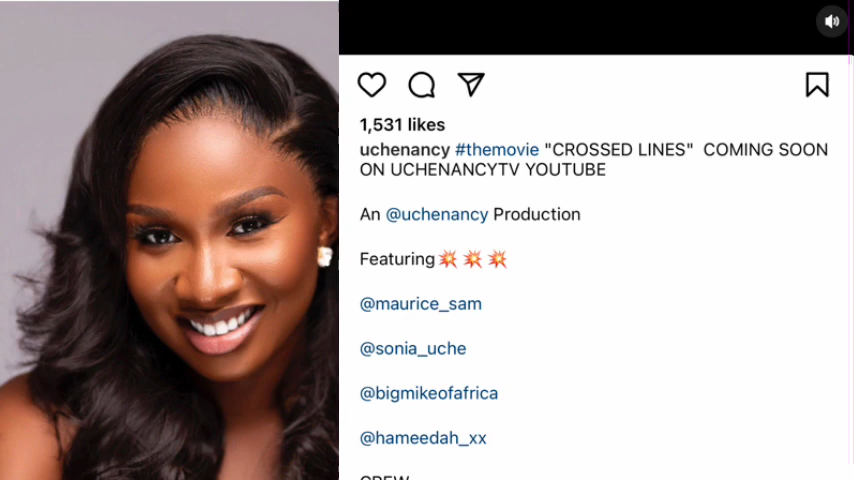 1,531 likes
uchenancy #themovie "CROSSED LINES" COMING SOON
ON UCHENANCYTV YOUTUBE
An @uchenancy Production
Featuring💥💥💥
@maurice_sam
@sonia_uche
@bigmikeofafrica
@hameedah_xx
CREW